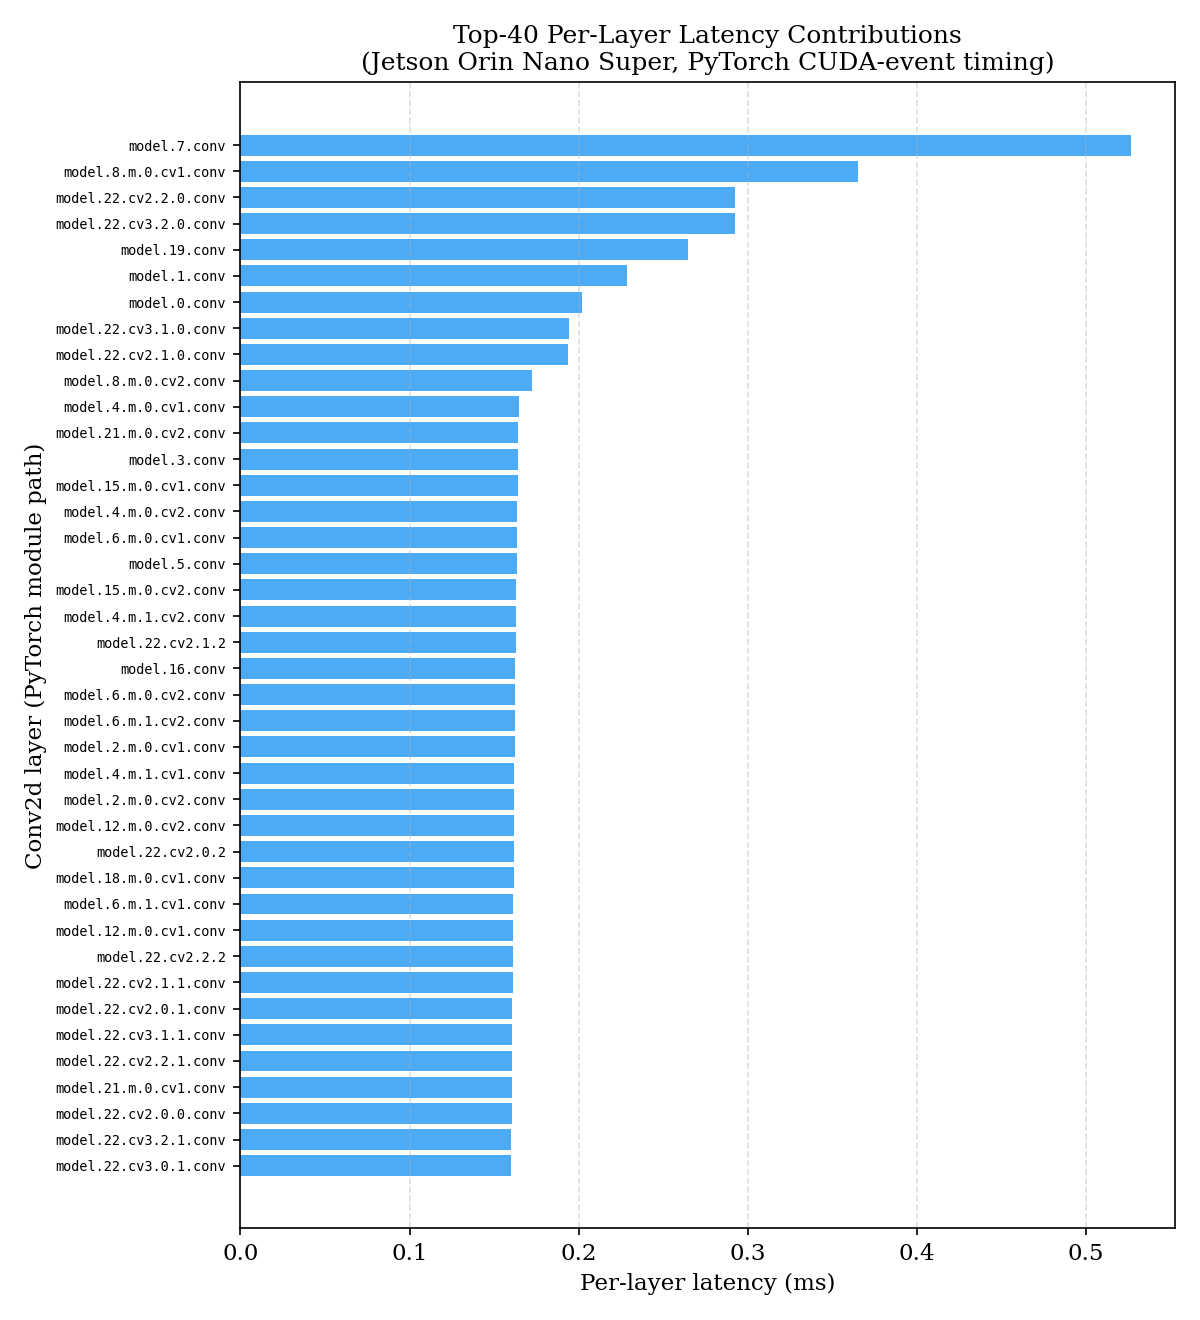 Top-40 Per-Layer Latency Contributions
(Jetson Orin Nano Super, PyTorch CUDA-event timing)
Conv2d layer (PyTorch module path)
model.7.conv
model.8.m.0.cv1.conv
model.22.cv2.2.0.conv
model.22.cv3.2.0.conv
model.19.conv
model.1.conv
model.0.conv
model.22.cv3.1.0.conv
model.22.cv2.1.0.conv
model.8.m.0.cv2.conv
model.4.m.0.cv1.conv
model.21.m.0.cv2.conv
model.3.conv
model.15.m.0.cv1.conv
model.4.m.0.cv2.conv
model.6.m.0.cv1.conv
model.5.conv
model.15.m.0.cv2.conv
model.4.m.1.cv2.conv
model.22.cv2.1.2
model.16.conv
model.6.m.0.cv2.conv
model.6.m.1.cv2.conv
model.2.m.0.cv1.conv
model.4.m.1.cv1.conv
model.2.m.0.cv2.conv
model.12.m.0.cv2.conv
model.22.cv2.0.2
model.18.m.0.cv1.conv
model.6.m.1.cv1.conv
model.12.m.0.cv1.conv
model.22.cv2.2.2
model.22.cv2.1.1.conv
model.22.cv2.0.1.conv
model.22.cv3.1.1.conv
model.22.cv2.2.1.conv
model.21.m.0.cv1.conv
model.22.cv2.0.0.conv
model.22.cv3.2.1.conv
model.22.cv3.0.1.conv
0.0 0.1 0.2 0.3 0.4 0.5
Per-layer latency (ms)